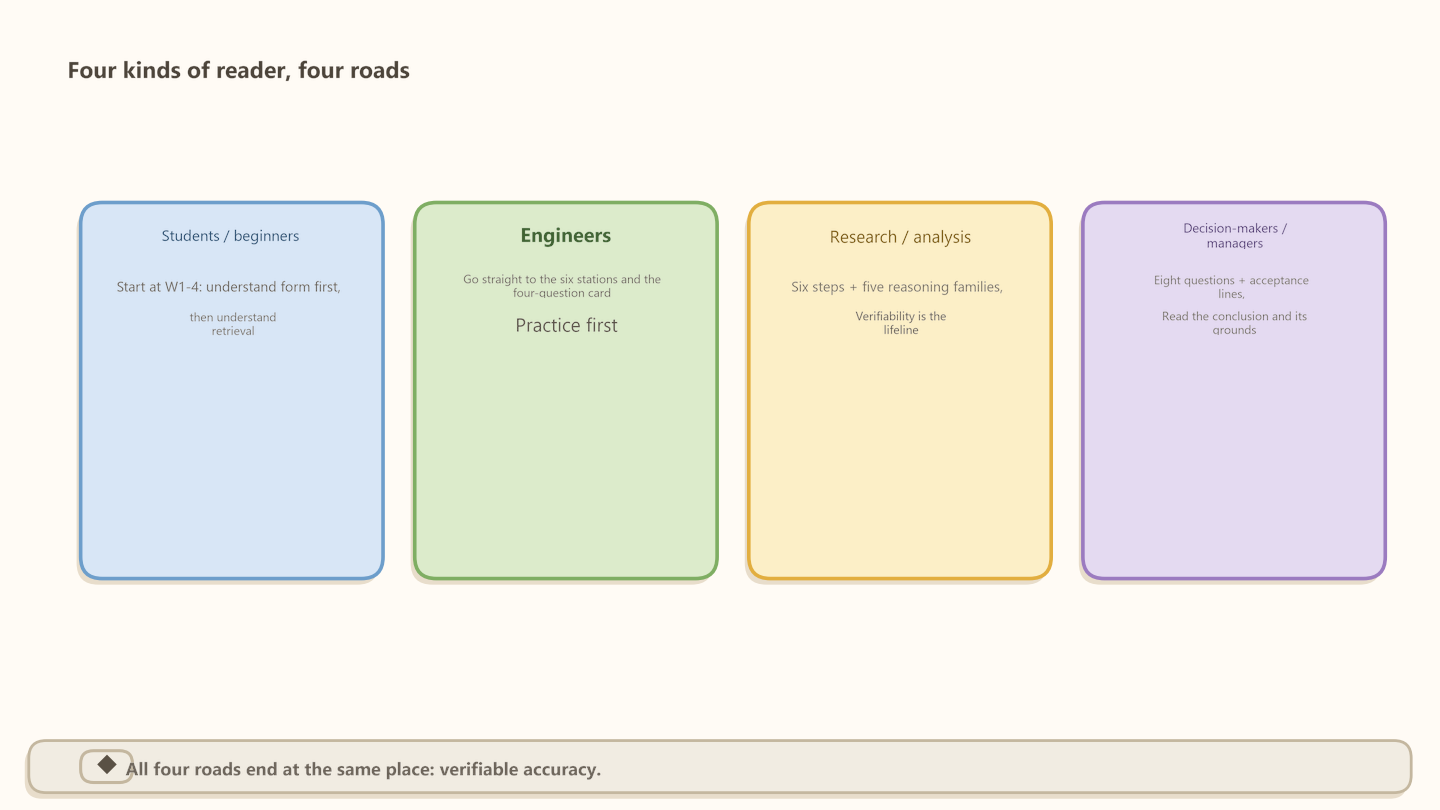 Four kinds of reader, four roads
Students / beginners
Start at W1-4: understand form first,
then understand
retrieval
Engineers
Go straight to the six stations and the
four-question card
Practice first
Research / analysis
Six steps + five reasoning families,
Verifiability is the
lifeline
Decision-makers /
managers
Eight questions + acceptance
lines,
Read the conclusion and its
grounds
◆
All four roads end at the same place: verifiable accuracy.